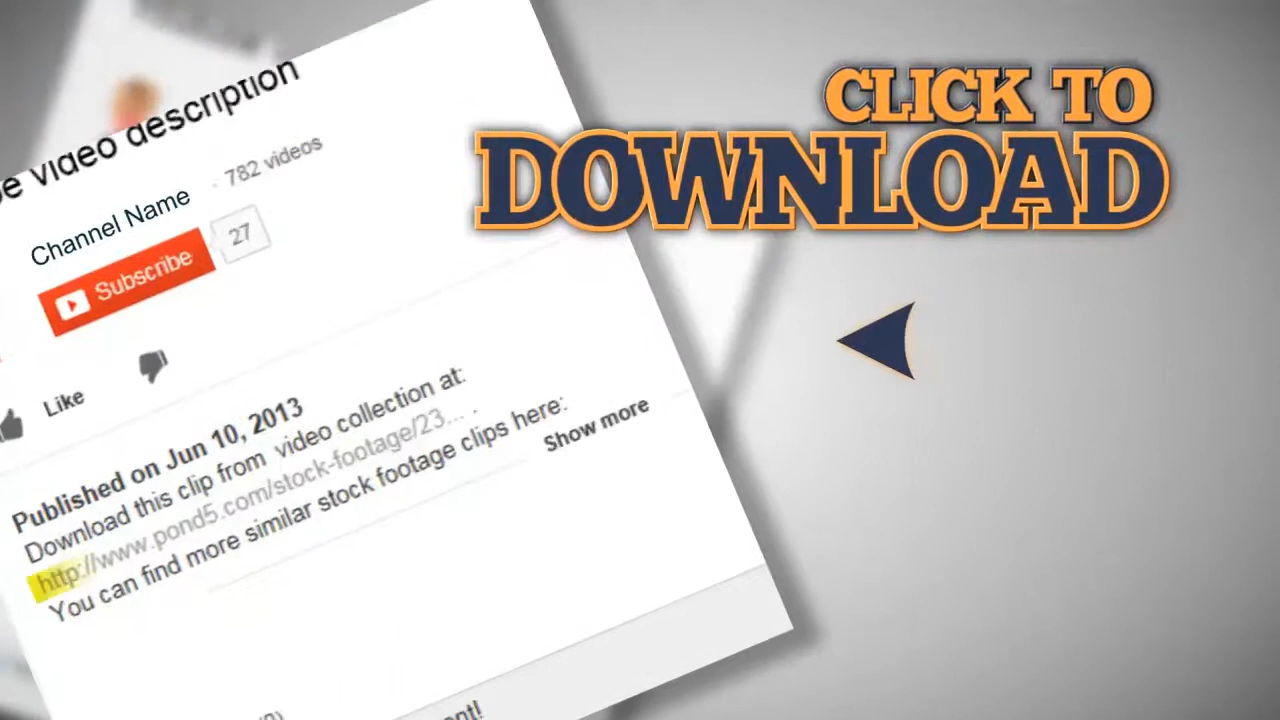 CLICK TO
DOWNLOAD
video description
Channel Name · 782 videos
Subscribe 27
Like
Published on Jun 10, 2013
Download this clip from video collection at:
http://www.pond5.com/stock-footage/23... .
You can find more similar stock footage clips here:
Show more